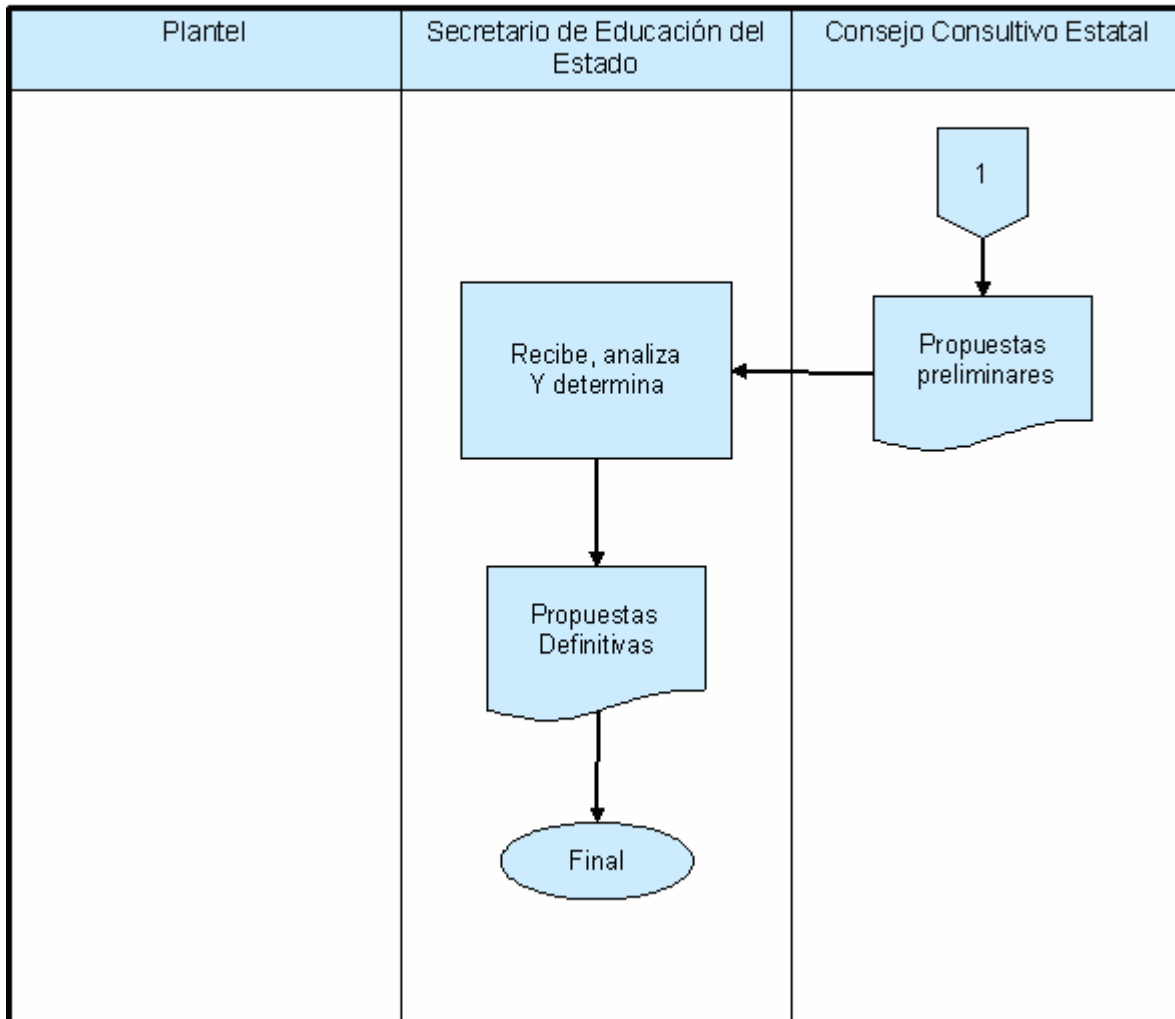 Plantel
Secretario de Educación del
Estado
Consejo Consultivo Estatal
1
Propuestas
preliminares
Recibe, analiza
Y determina
Propuestas
Definitivas
Final